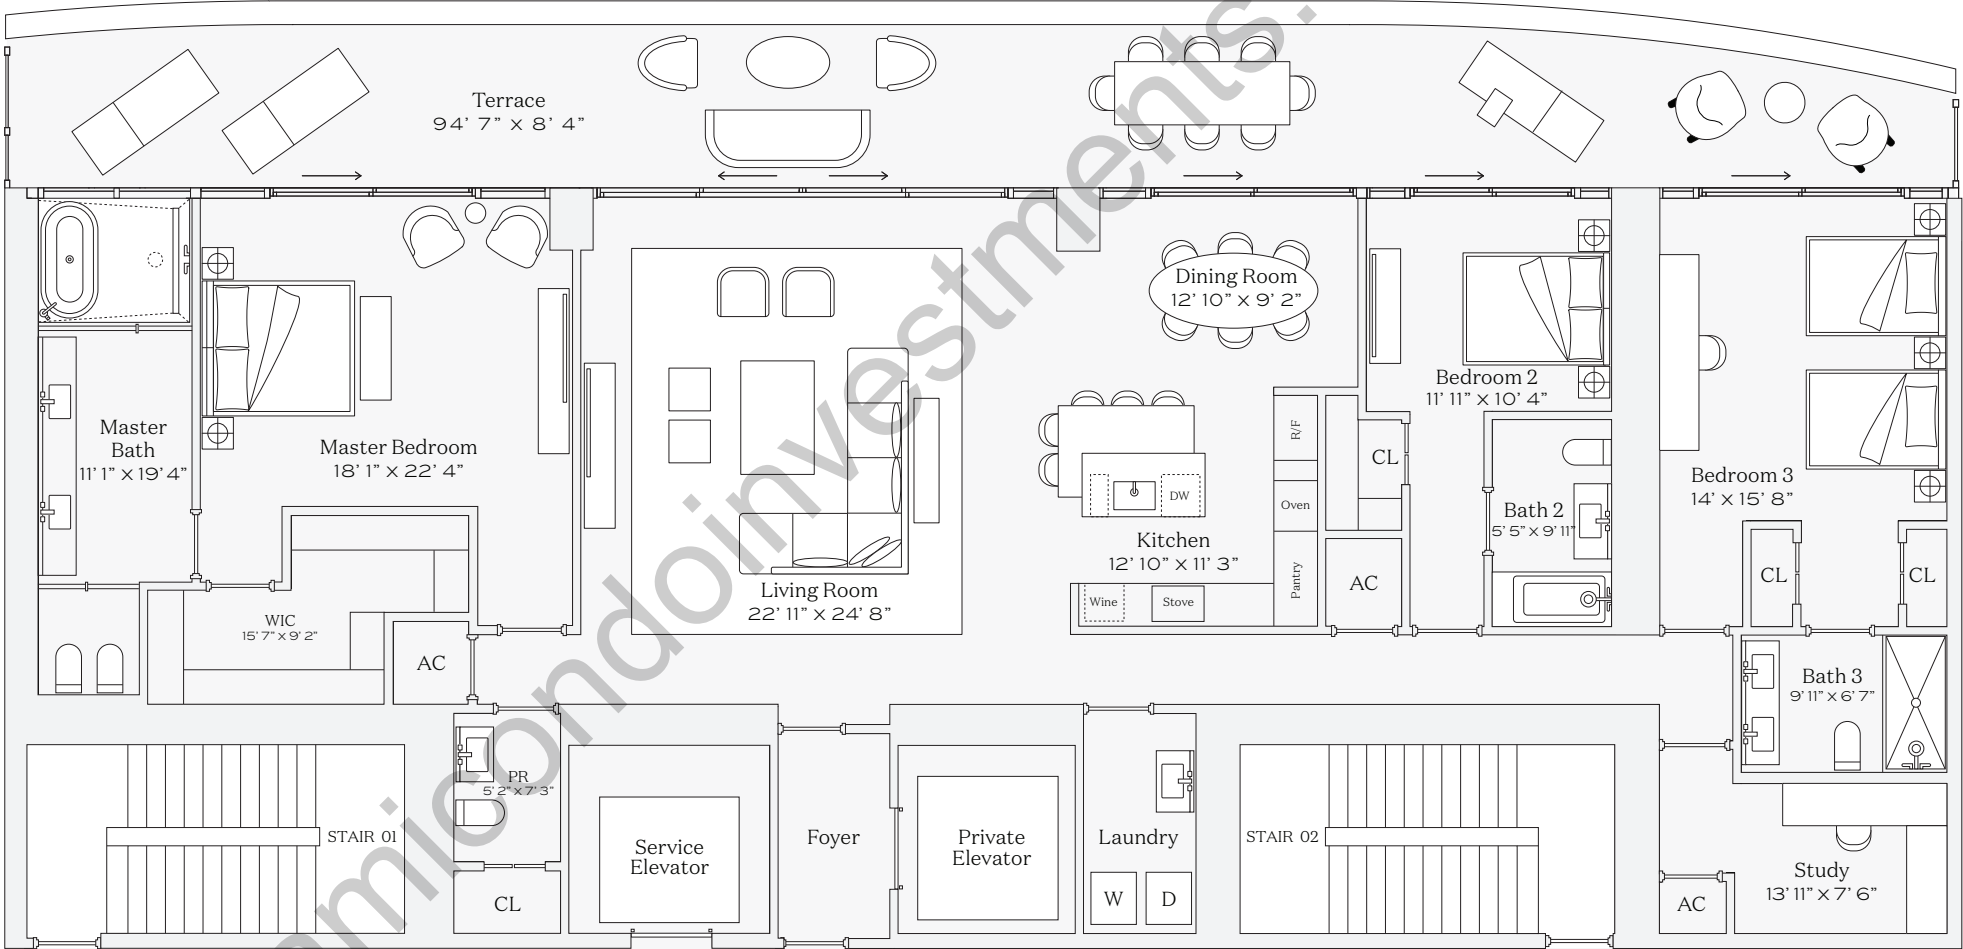 Terrace
94’ 7” X 8’ 4”
Dining Room
12’ 10” X 9’ 2”
Bedroom 2
11’ 11” X 10’ 4”
Master
Bath
11’ 1” X 19’ 4”
Master Bedroom
18’ 1” X 22’ 4”
R/F
CL
Bedroom 3
14’ X 15’ 8”
DW
Oven
Bath 2
5’ 5” X 9’ 11”
Kitchen
12’ 10” X 11’ 3”
Living Room
22’ 11” X 24’ 8”
Pantry
AC
CL
CL
Wine
Stove
WIC
15’ 7” X 9’ 2”
AC
Bath 3
9’ 11” X 6’ 7”
PR
5’ 2” X 7’ 3”
STAIR 01
Service
Elevator
Foyer
Private
Elevator
Laundry
STAIR 02
Study
13’ 11” X 7’ 6”
CL
W
D
AC
amicondoinvestments.